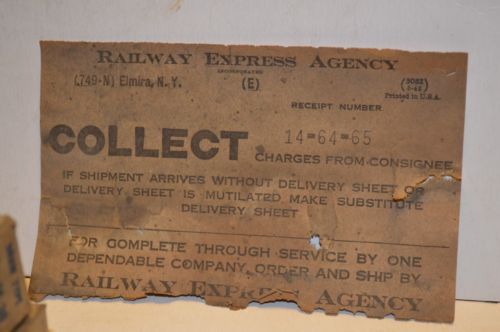 RAILWAY EXPRESS AGENCY
INCORPORATED
(749-N) Elmira, N.Y. (E)
Printed in U.S.A.
RECEIPT NUMBER
COLLECT 14-64-65
CHARGES FROM CONSIGNEE
IF SHIPMENT ARRIVES WITHOUT DELIVERY SHEET OR
DELIVERY SHEET IS MUTILATED MAKE SUBSTITUTE
DELIVERY SHEET
FOR COMPLETE THROUGH SERVICE BY ONE
DEPENDABLE COMPANY, ORDER AND SHIP BY
RAILWAY EXPRESS AGENCY